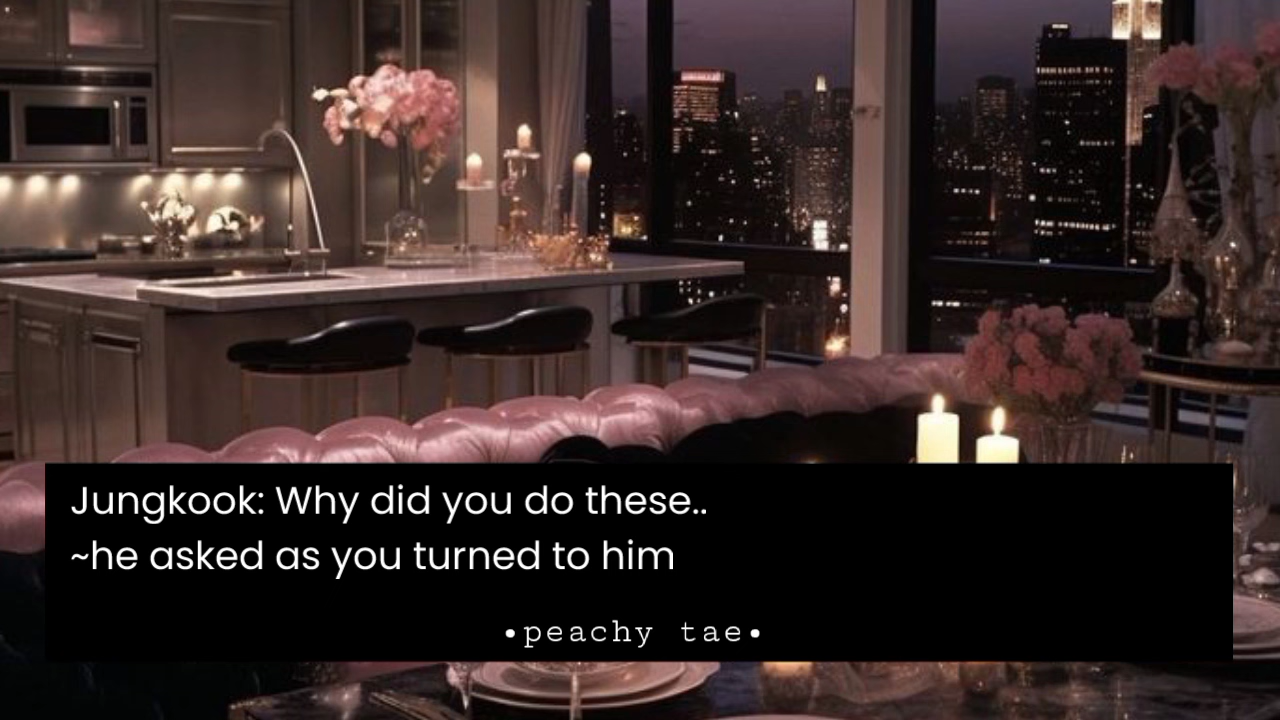 Jungkook: Why did you do these..
~he asked as you turned to him
•peachy tae•